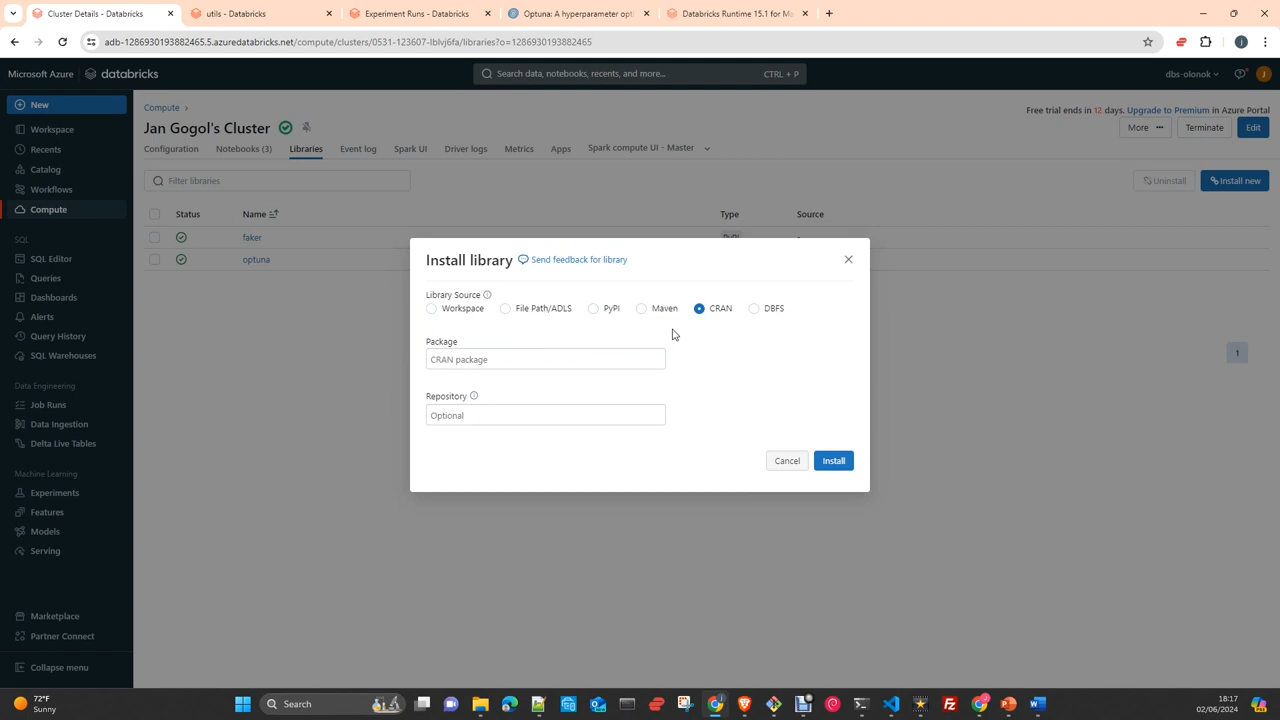 Cluster Details - Databricks
utils - Databricks
Experiment Runs - Databricks
Optuna: A hyperparameter opti
Databricks Runtime 15.1 for Ma
adb-1286930193882465.5.azuredatabricks.net/compute/clusters/0531-123607-lblvj6fa/libraries?o=1286930193882465
Microsoft Azure
databricks
Search data, notebooks, recents, and more...
CTRL + P
dbs-olonok
J
New
Workspace
Recents
Catalog
Workflows
Compute
SQL
SQL Editor
Queries
Dashboards
Alerts
Query History
SQL Warehouses
Data Engineering
Job Runs
Data Ingestion
Delta Live Tables
Machine Learning
Experiments
Features
Models
Serving
Marketplace
Partner Connect
Collapse menu
Compute
Free trial ends in 12 days. Upgrade to Premium in Azure Portal
Jan Gogol's Cluster
More
Terminate
Edit
Configuration
Notebooks (3)
Libraries
Event log
Spark UI
Driver logs
Metrics
Apps
Spark compute UI - Master
Filter libraries
Uninstall
Install new
Status
Name
Type
Source
faker
PyPI
-
optuna
1
Install library
Send feedback for library
Library Source
Workspace
File Path/ADLS
PyPI
Maven
CRAN
DBFS
Package
CRAN package
Repository
Optional
Cancel
Install
72°F
Sunny
Search
18:17
02/06/2024